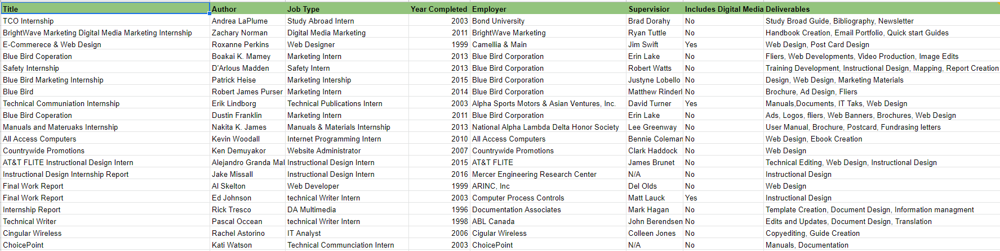 Title Author Job Type Year Completed Employer Supervisior Includes Digital Media Deliverables
TCO Internship Andrea LaPlume Study Abroad Intern 2003 Bond University Brad Dorahy No Study Broad Guide, Bibliography, Newsletter
BrightWave Marketing Digital Media Marketing Internship Zachary Norman Digital Media Marketing 2011 BrightWave Marketing Ryan Tuttle No Handbook Creation, Email Portfolio, Quick start Guides
E-Commerece & Web Design Roxanne Perkins Web Designer 1999 Camellia & Main Jim Swift Yes Web Design, Post Card Design
Blue Bird Coperation Boakai K. Mamey Marketing Intern 2013 Blue Bird Corporation Erin Lake No Fliers, Web Developments, Video Production, Image Edits
Safety Internship D'Arlous Madden Safety Intern 2013 Blue Bird Corporation Robert Watts No Training Development, Instructional Design, Mapping, Report Creation
Blue Bird Marketing Internship Patrick Heise Marketing Intership 2015 Blue Bird Corporation Justyne Lobello No Design, Web Design, Marketing Materials
Blue Bird Robert James Purser Marketing Intern 2014 Blue Bird Corporation Matthew Rinderl No Brochure, Ad Design, Fliers
Technical Communiation Internship Erik Lindborg Technical Publications Intern 2003 Alpha Sports Motors & Asian Ventures, Inc. David Turner Yes Manuals,Documents, IT Taks, Web Design
Blue Bird Coperation Dustin Franklin Marketing Intern 2011 Blue Bird Corporation Erin Lake No Ads, Logos, fliers, Web Banners, Brochures, Web Design
Manuals and Materuaks Internship Nakita K. James Manuals & Materials Internship 2013 National Alpha Lambda Delta Honor Society Lee Greenway No User Manual, Brochure, Postcard, Fundrasing letters
All Access Computers Kevin Woodall Internet Programming Intern 2010 All Access Computers Bennie Coleman No Web Design, Ebook Creation
Countrywide Promotions Ken Demuyakor Website Administrator 2007 Countrywide Promotions Clark Haddock No Web Design
AT&T FLITE Instructional Design Intern Alejandro Granda Mal Instructional Design Intern 2015 AT&T FLITE James Brunet No Technical Editing, Web Design, Instructional Design
Instructional Design Internship Report Jake Missall Instructional Design Intern 2016 Mercer Engineering Research Center N/A No Instructional Design
Final Work Report Al Skelton Web Developer 1999 ARINC, Inc Del Olds No Web Design
Final Work Report Ed Johnson technical Writer Intern 2003 Computer Process Controls Matt Lauck Yes Instructional Design
Internship Report Rick Tresco DA Multimedia 1996 Documentation Associates Mark Hagan No Template Creation, Document Design, Information managment
Technical Writer Pascal Occean technical Writer Intern 1998 ABL Canada John Berendsen No Edits and Updates, Document Design, Translation
Cingular Wireless Rachel Astorino IT Analyst 2006 Cigular Wireless Colleen Jones No Copyediting, Guide Creation
ChoicePoint Kati Watson Technical Communciation Intern 2003 ChoicePoint N/A No Manuals, Documentation